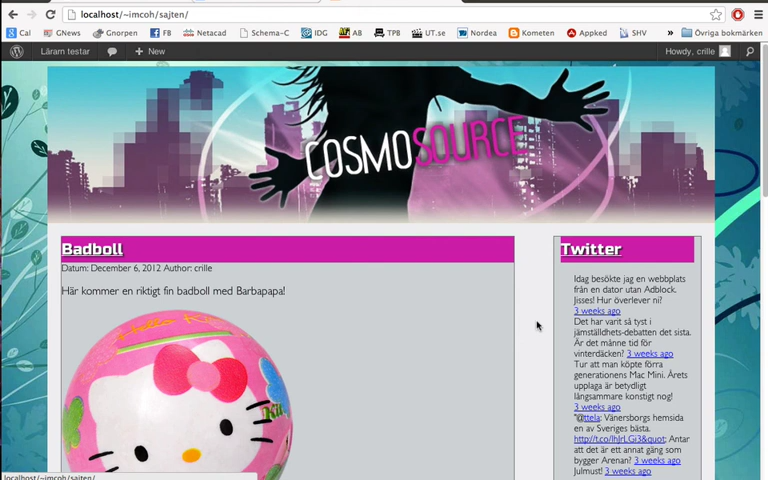 localhost/~imcoh/sajten/
Cal GNews Gnorpen FB Netacad Schema-C IDG AB TPB UT.se Nordea Kometen Appked SHV » Övriga bokmärken
Lärarn testar + New Howdy, crille
COSMOSOURCE
Badboll
Datum: December 6, 2012 Author: crille
Här kommer en riktigt fin badboll med Barbapapa!
Hello Ki
Twitter
Idag besökte jag en webbplats
från en dator utan Adblock.
Jisses! Hur överlever ni?
3 weeks ago
Det har varit så tyst i
jämställdhets-debatten det sista.
Är det månne tid för
vinterdäcken? 3 weeks ago
Tur att man köpte förra
generationens Mac Mini. Årets
upplaga är betydligt
långsammare konstigt nog!
3 weeks ago
"@ttela: Vänersborgs hemsida
en av Sveriges bästa.
http://t.co/lhJrLGi3&quot; Antar
att det är ett annat gäng som
bygger Arenan? 3 weeks ago
Julmust! 3 weeks ago
localhost/~imcoh/sajten/